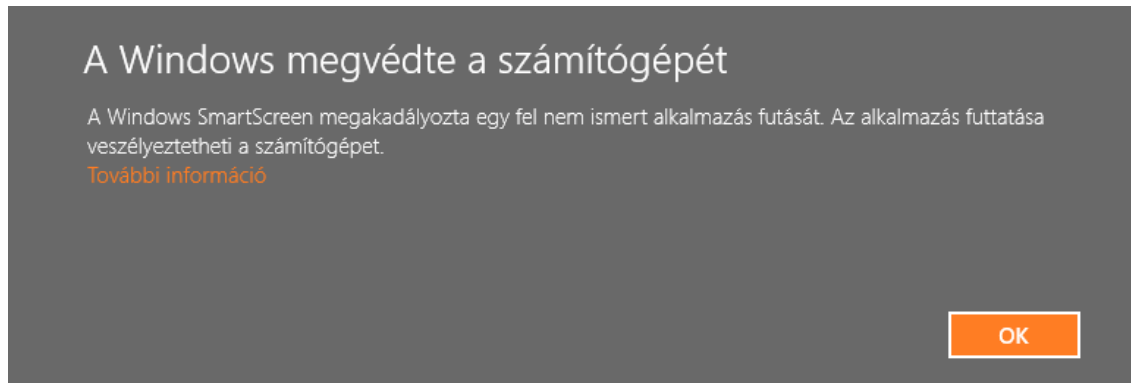 A Windows megvédte a számítógépét
A Windows SmartScreen megakadályozta egy fel nem ismert alkalmazás futását. Az alkalmazás futtatása
veszélyeztetheti a számítógépet.
További információ
OK